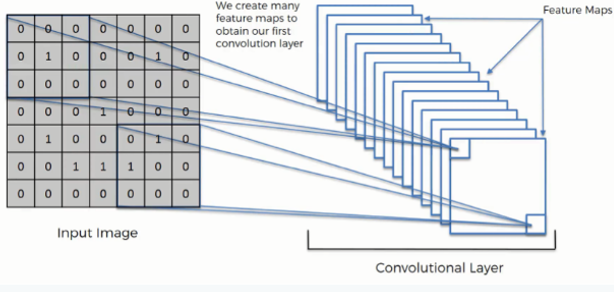 We create many
feature maps to
obtain our first
convolution layer
Feature Maps
0 0 0 0 0 0 0
0 1 0 0 0 1 0
0 0 0 0 0 0 0
0 0 0 1 0 0 0
0 1 0 0 0 1 0
0 0 1 1 1 0 0
0 0 0 0 0 0 0
Input Image
Convolutional Layer